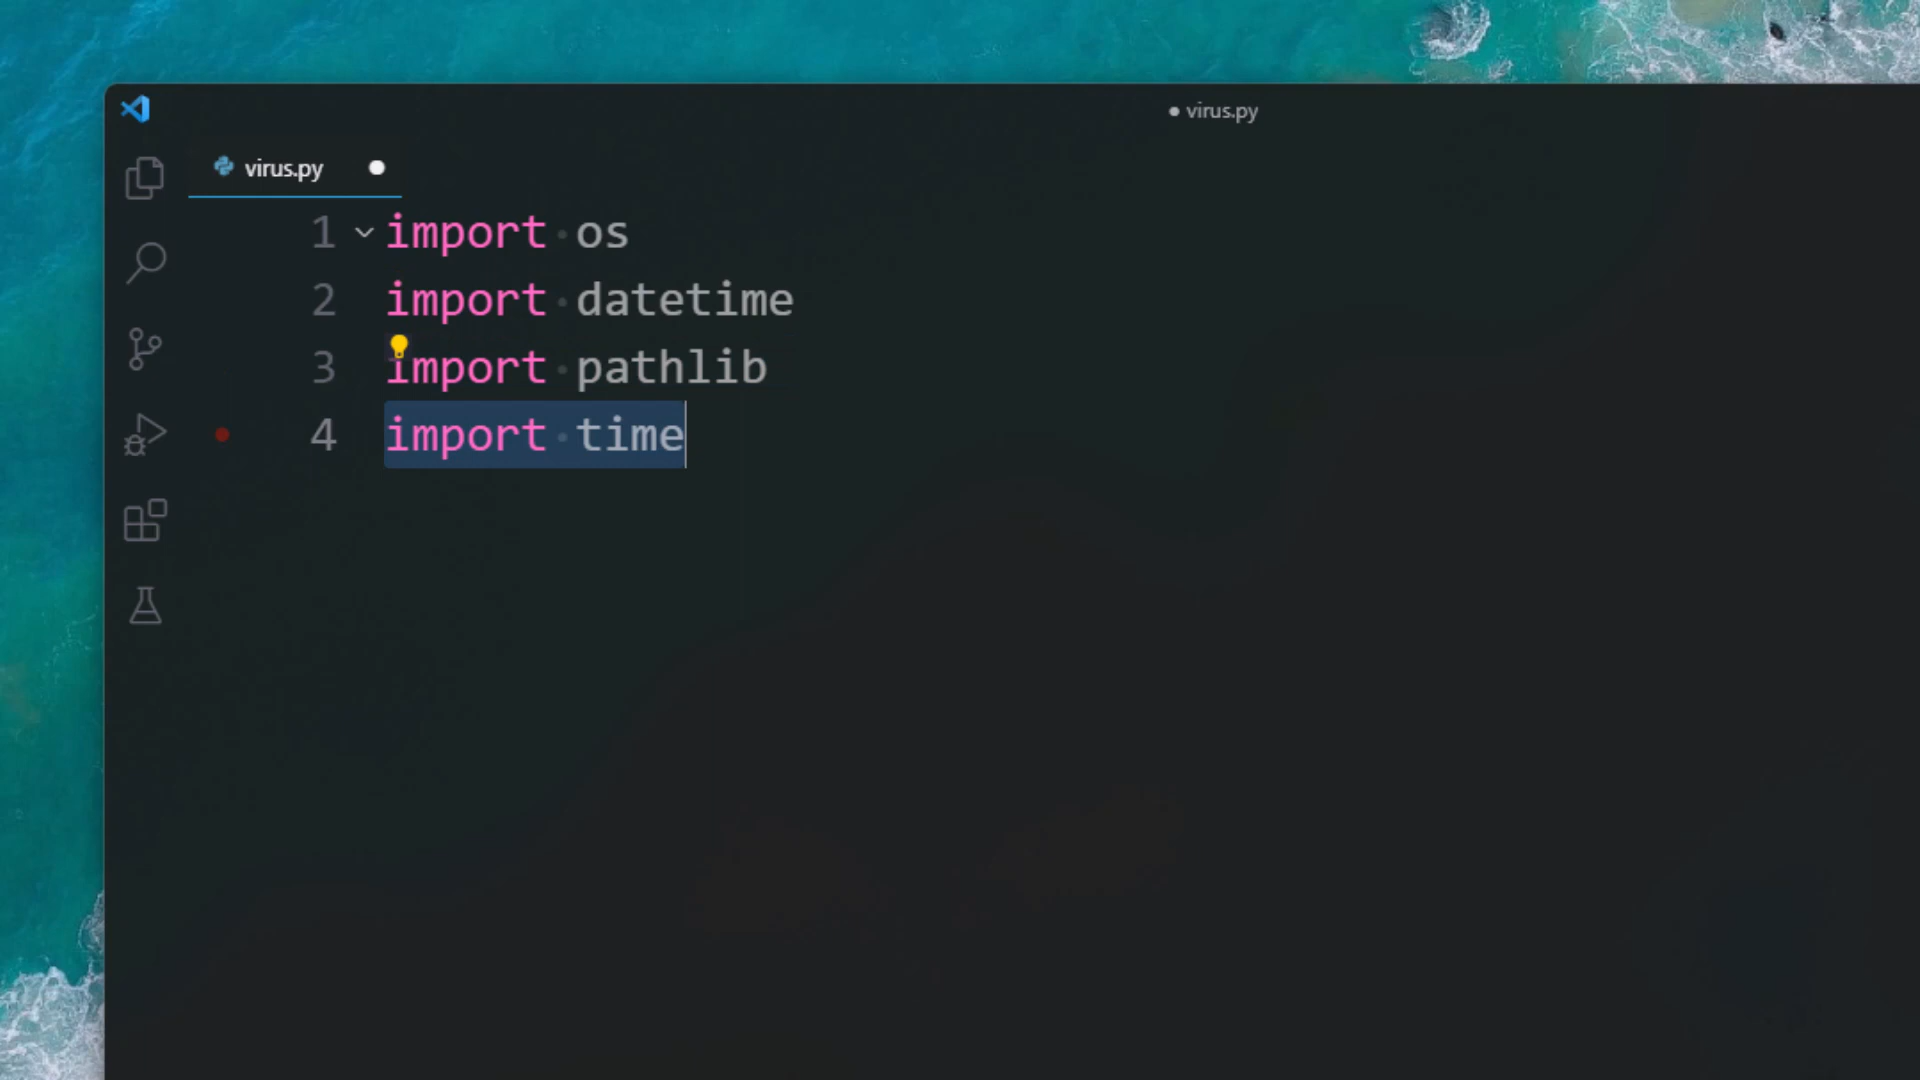 virus.py
virus.py
1 import os
2 import datetime
3 import pathlib
4 import time